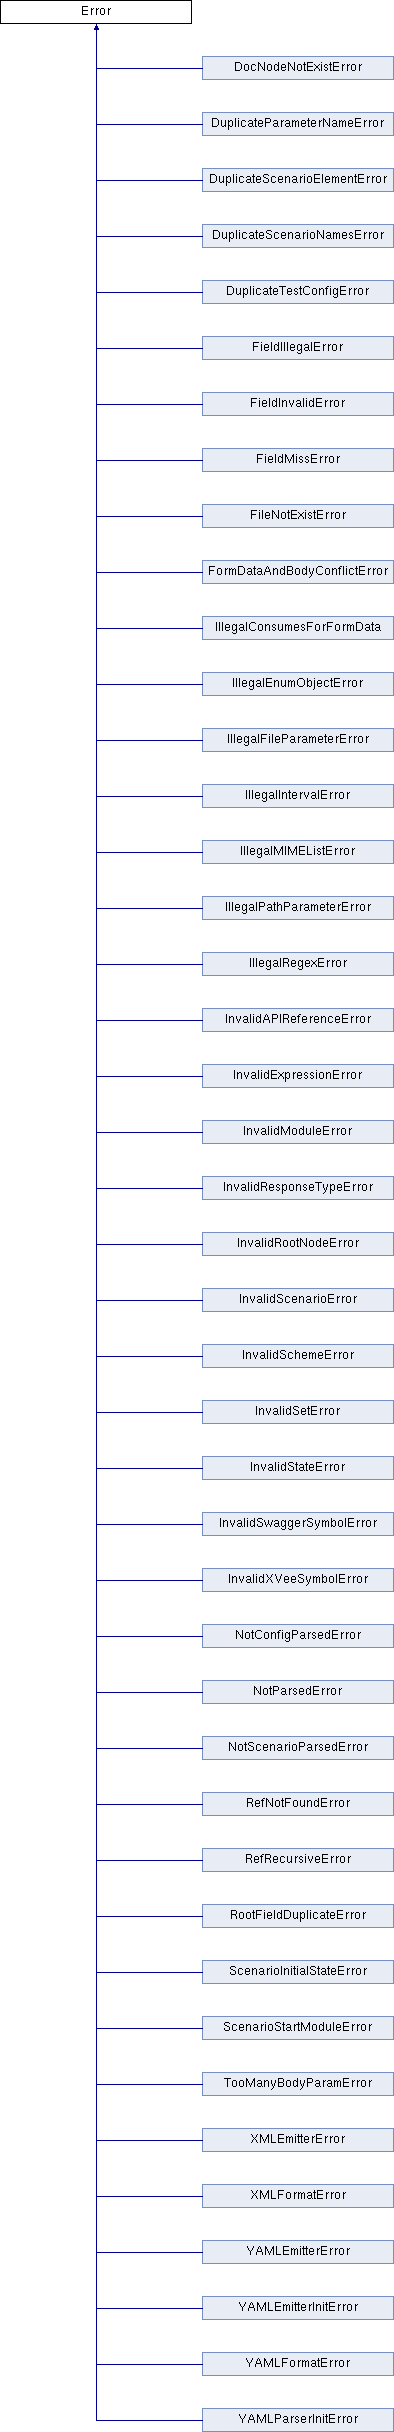 Error
DocNodeNotExistError
DuplicateParameterNameError
DuplicateScenarioElementError
DuplicateScenarioNamesError
DuplicateTestConfigError
FieldIllegalError
FieldInvalidError
FieldMissError
FileNotExistError
FormDataAndBodyConflictError
IllegalConsumesForFormData
IllegalEnumObjectError
IllegalFileParameterError
IllegalIntervalError
IllegalMIMEListError
IllegalPathParameterError
IllegalRegexError
InvalidAPIReferenceError
InvalidExpressionError
InvalidModuleError
InvalidResponseTypeError
InvalidRootNodeError
InvalidScenarioError
InvalidSchemeError
InvalidSetError
InvalidStateError
InvalidSwaggerSymbolError
InvalidXVeeSymbolError
NotConfigParsedError
NotParsedError
NotScenarioParsedError
RefNotFoundError
RefRecursiveError
RootFieldDuplicateError
ScenarioInitialStateError
ScenarioStartModuleError
TooManyBodyParamError
XMLEmitterError
XMLFormatError
YAMLEmitterError
YAMLEmitterInitError
YAMLFormatError
YAMLParserInitError